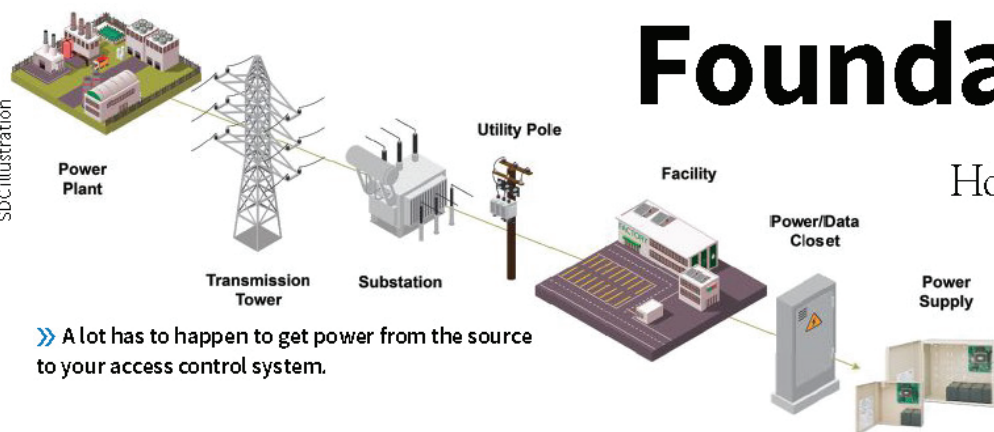 Founda
Ho
SDC illustration
Power
Plant
Transmission
Tower
Substation
Utility Pole
Facility
FACTORY
Power/Data
Closet
Power
Supply
» A lot has to happen to get power from the source
to your access control system.